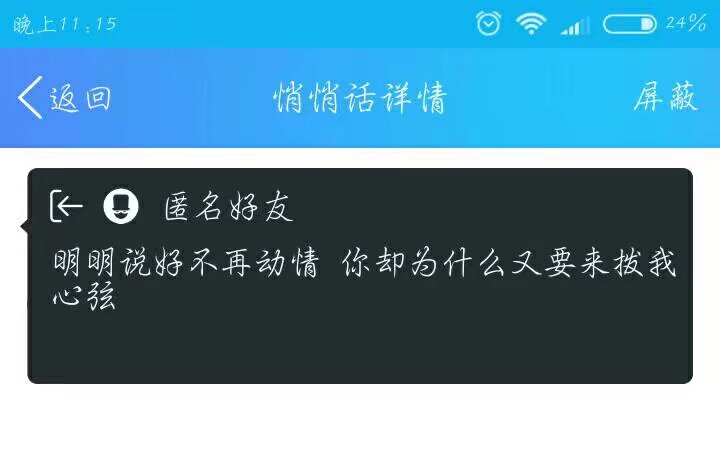 晚上11:15 24%
返回 悄悄话详情 屏蔽
匿名好友
明明说好不再动情 你却为什么又要来拨我
心弦